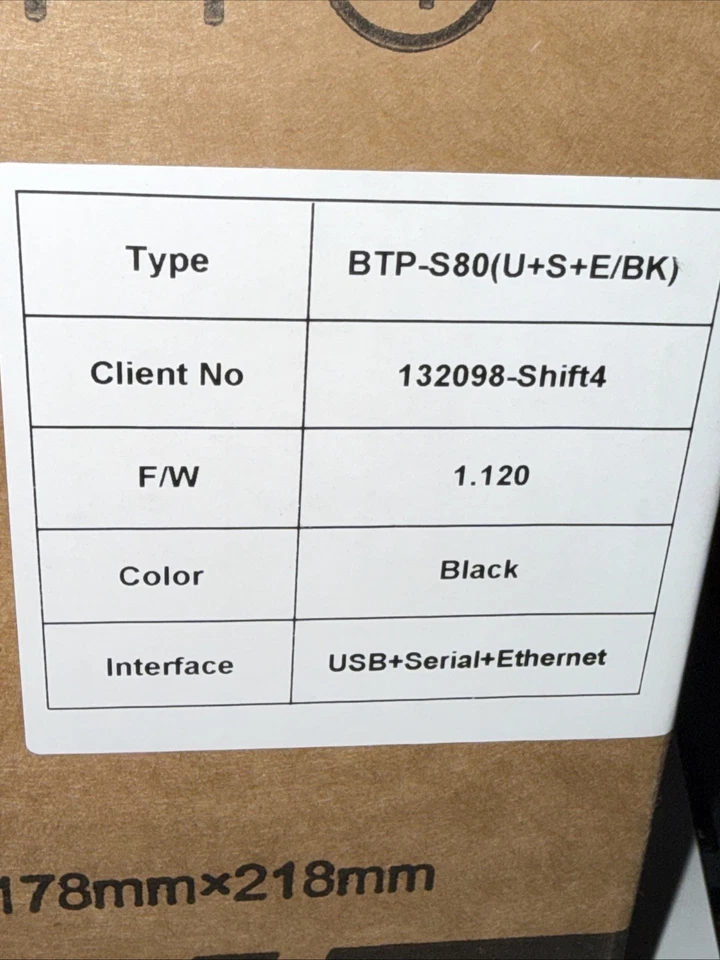 Type BTP-S80(U+S+E/BK)
Client No 132098-Shift4
F/W 1.120
Color Black
Interface USB+Serial+Ethernet
178mm×218mm